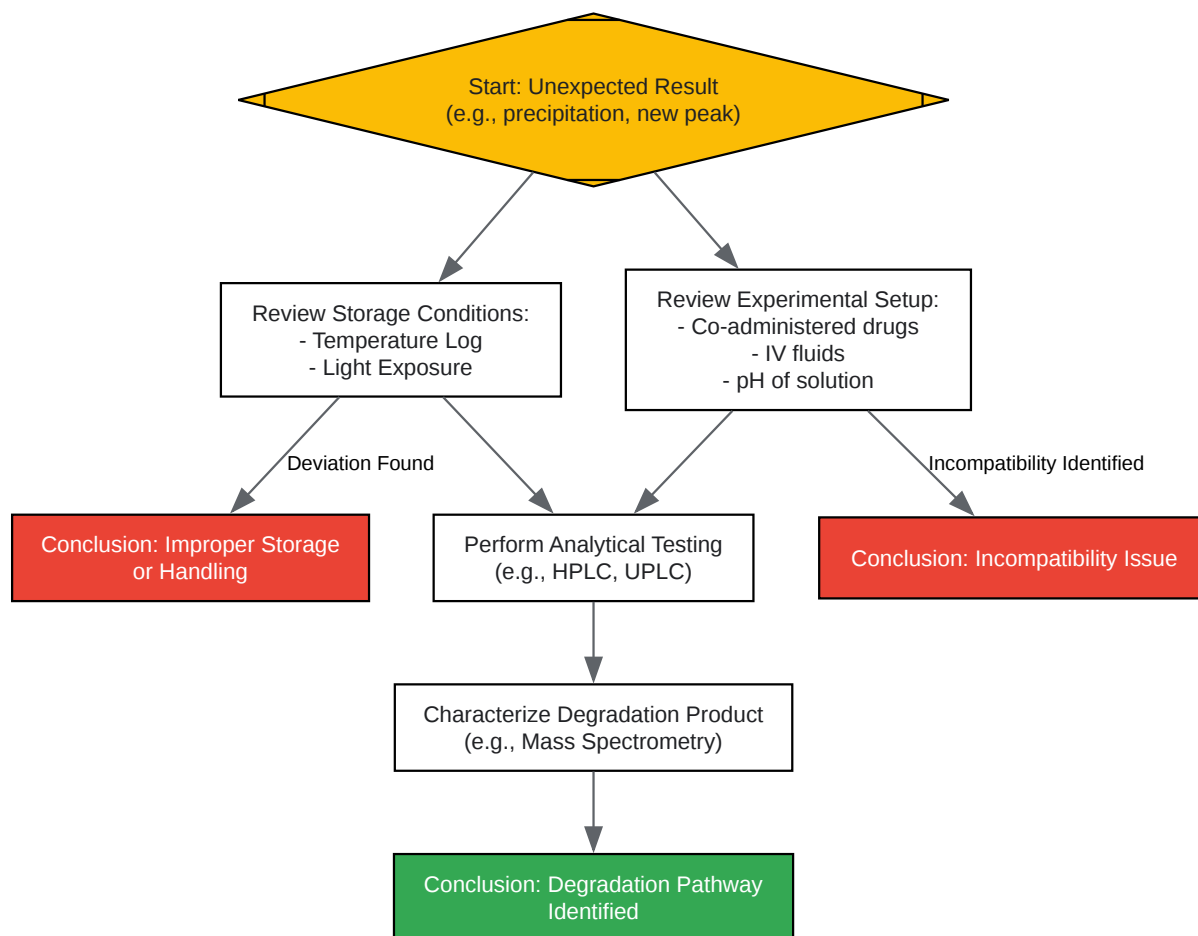 Start: Unexpected Result
(e.g., precipitation, new peak)
Review Storage Conditions:
- Temperature Log
- Light Exposure
Review Experimental Setup:
- Co-administered drugs
- IV fluids
- pH of solution
Deviation Found
Incompatibility Identified
Conclusion: Improper Storage
or Handling
Perform Analytical Testing
(e.g., HPLC, UPLC)
Conclusion: Incompatibility Issue
Characterize Degradation Product
(e.g., Mass Spectrometry)
Conclusion: Degradation Pathway
Identified